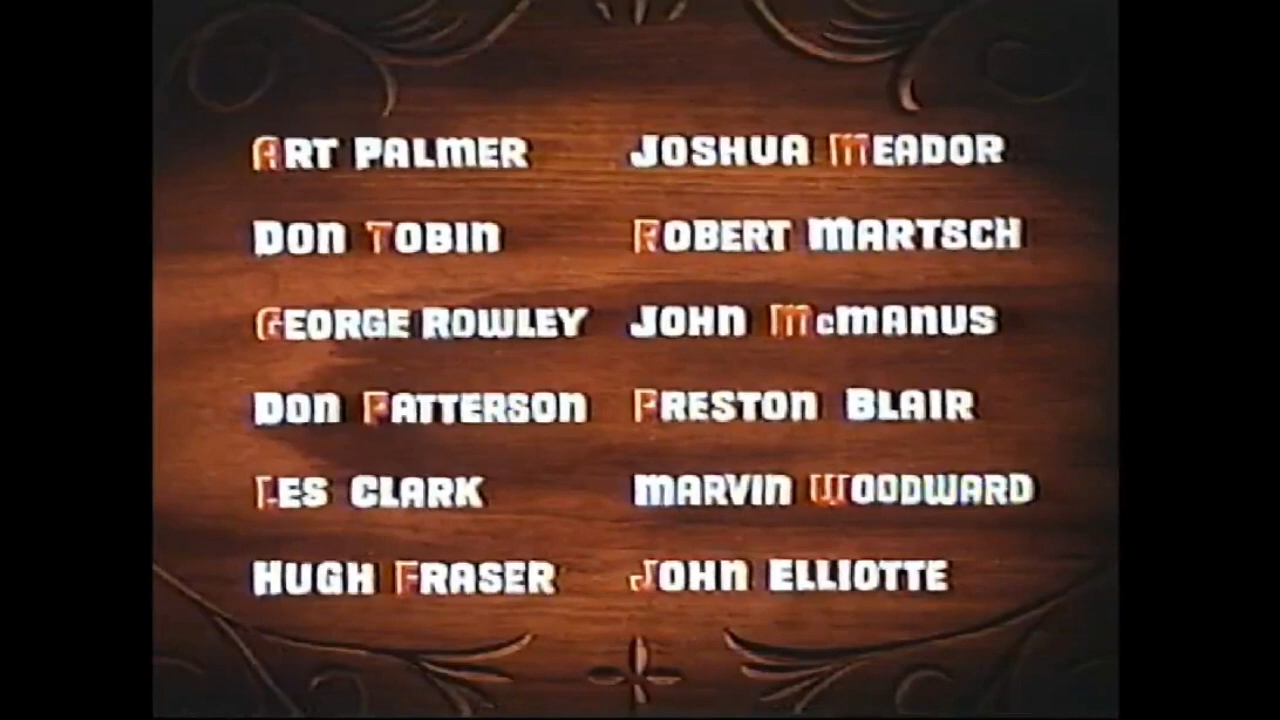 ART PALMER
DON TOBIN
GEORGE ROWLEY
DON PATTERSON
LES CLARK
HUGH FRASER
JOSHUA MEADOR
ROBERT MARTSCH
JOHN McMANUS
PRESTON BLAIR
MARVIN WOODWARD
JOHN ELLIOTTE